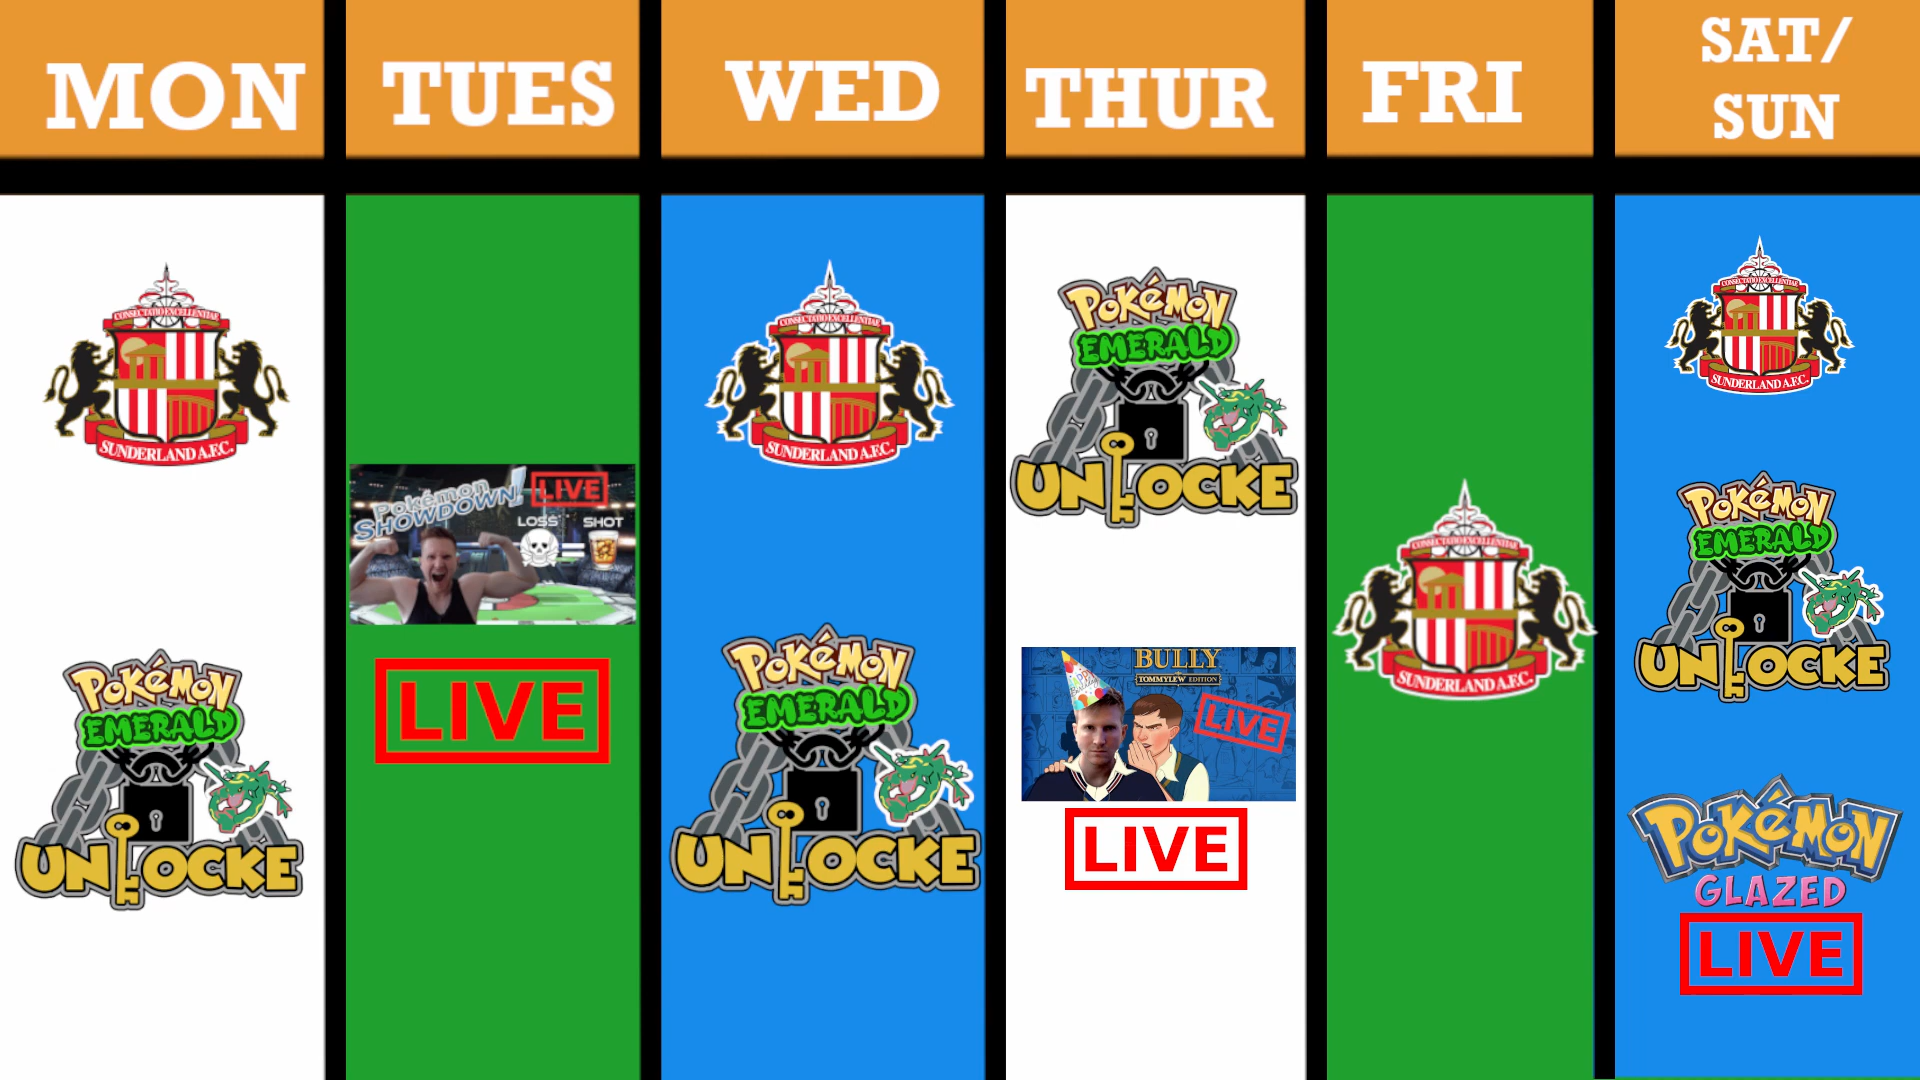 MON
TUES
WED
THUR
FRI
SAT/
SUN
CONSECTATIO EXCELLENTIAE
SUNDERLAND A.F.C.
POKéMON
EMERALD
UNLOCKE
Pokémon
SHOWDOWN!
LIVE
LOSS = SHOT
LIVE
CONSECTATIO EXCELLENTIAE
SUNDERLAND A.F.C.
POKéMON
EMERALD
UNLOCKE
POKéMON
EMERALD
UNLOCKE
BULLY
TOMMYLEW EDITION
LIVE
HAPPY
LIVE
CONSECTATIO EXCELLENTIAE
SUNDERLAND A.F.C.
CONSECTATIO EXCELLENTIAE
SUNDERLAND A.F.C.
POKéMON
EMERALD
UNLOCKE
POKéMON
GLAZED
LIVE